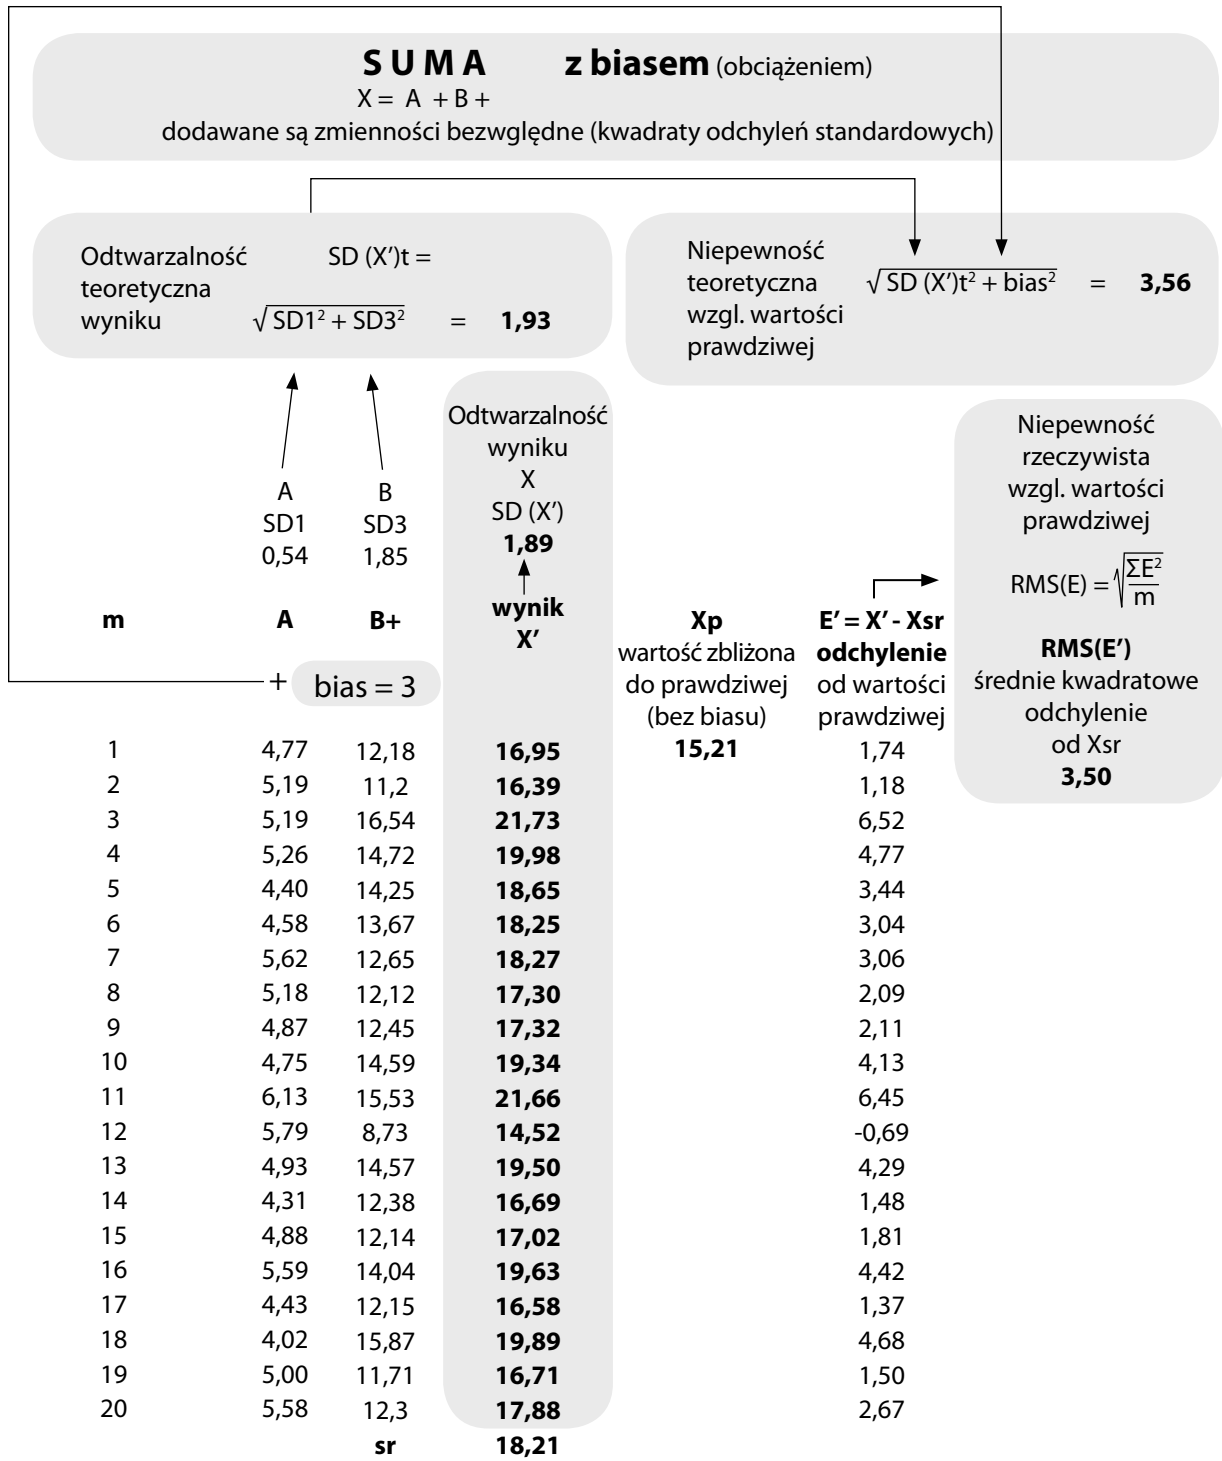 S U M A z biasem (obciążeniem)
X = A + B +
dodawane są zmienności bezwględne (kwadraty odchyleń standardowych)
Odtwarzalność SD (X’)t =
teoretyczna
wyniku √SD1² + SD3² = 1,93
Niepewność
teoretyczna √SD (X’)t² + bias² = 3,56
wzgl. wartości
prawdziwej
A B
SD1 SD3
0,54 1,85
Odtwarzalność
wyniku
X
SD (X’)
1,89
Niepewność
rzeczywista
wzgl. wartości
prawdziwej
RMS(E) = √ΣE²/m
RMS(E’)
średnie kwadratowe
odchylenie
od Xsr
3,50
m A B+ wynik X’
Xp
wartość zbliżona
do prawdziwej
(bez biasu)
15,21
E’ = X’ - Xsr
odchylenie
od wartości
prawdziwej
+ bias = 3
1 4,77 12,18 16,95 1,74
2 5,19 11,2 16,39 1,18
3 5,19 16,54 21,73 6,52
4 5,26 14,72 19,98 4,77
5 4,40 14,25 18,65 3,44
6 4,58 13,67 18,25 3,04
7 5,62 12,65 18,27 3,06
8 5,18 12,12 17,30 2,09
9 4,87 12,45 17,32 2,11
10 4,75 14,59 19,34 4,13
11 6,13 15,53 21,66 6,45
12 5,79 8,73 14,52 -0,69
13 4,93 14,57 19,50 4,29
14 4,31 12,38 16,69 1,48
15 4,88 12,14 17,02 1,81
16 5,59 14,04 19,63 4,42
17 4,43 12,15 16,58 1,37
18 4,02 15,87 19,89 4,68
19 5,00 11,71 16,71 1,50
20 5,58 12,3 17,88 2,67
sr 18,21